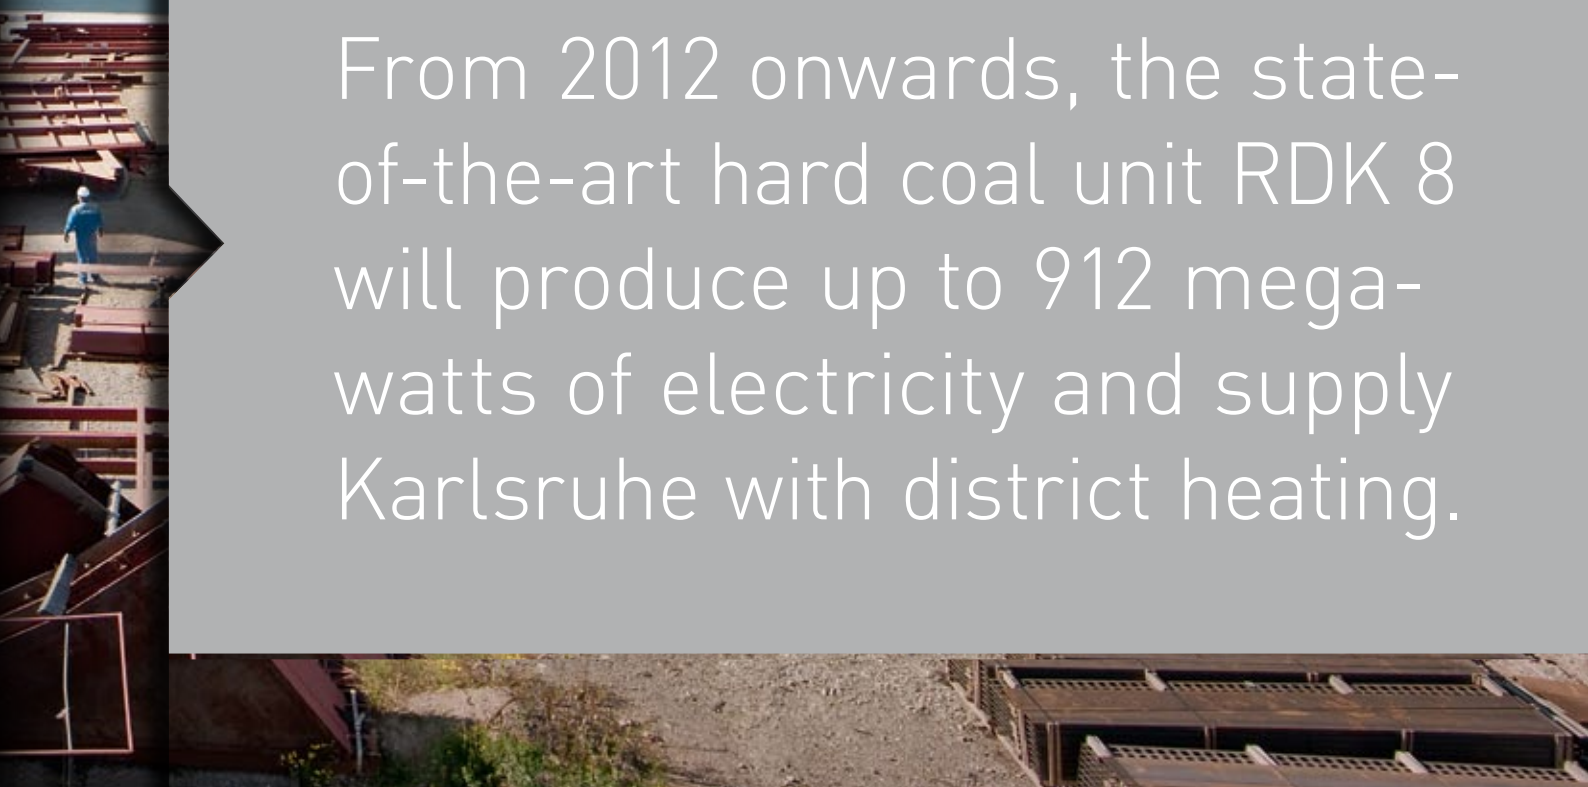 From 2012 onwards, the state-
of-the-art hard coal unit RDK 8
will produce up to 912 mega-
watts of electricity and supply
Karlsruhe with district heating.